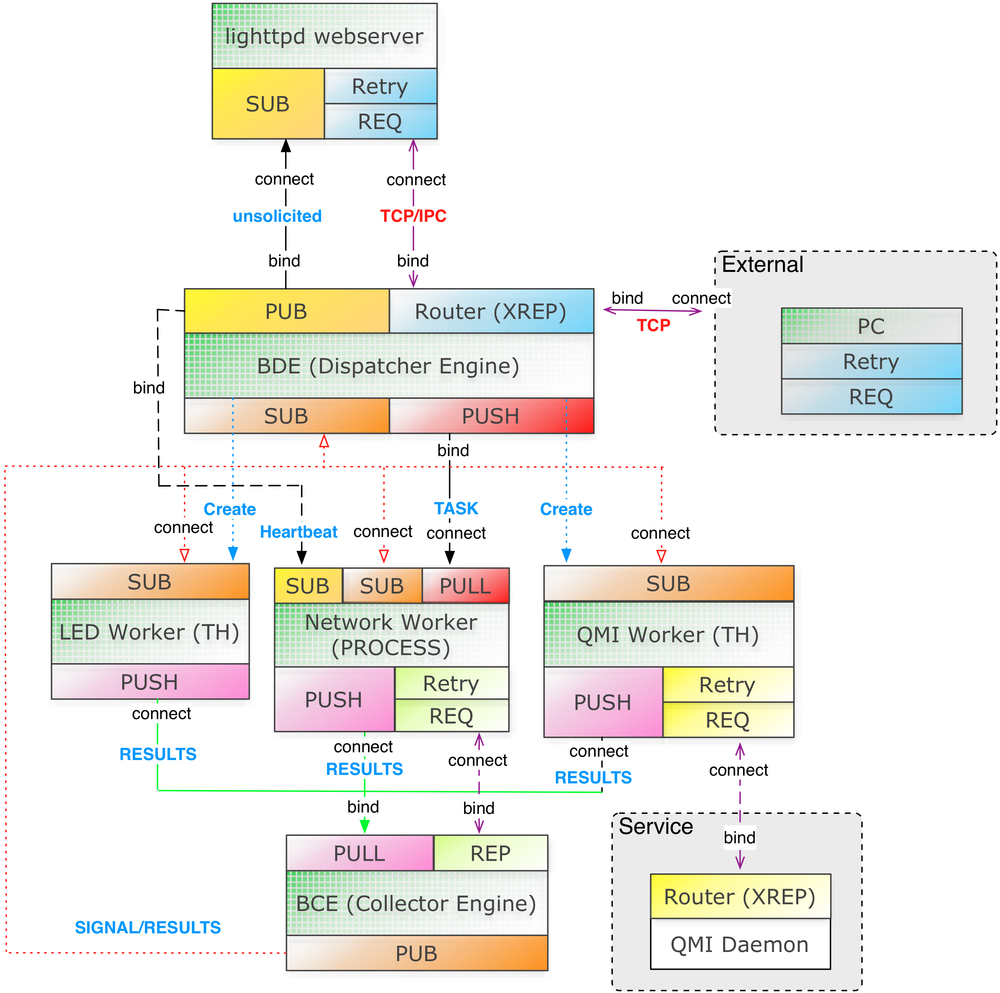 lighttpd webserver
SUB
Retry
REQ
connect
connect
unsolicited
TCP/IPC
bind
bind
External
PUB
Router (XREP)
bind
connect
TCP
PC
Retry
REQ
BDE (Dispatcher Engine)
bind
SUB
PUSH
bind
Create
TASK
Create
connect
Heartbeat
connect
connect
connect
SUB
SUB
SUB
PULL
SUB
LED Worker (TH)
Network Worker
(PROCESS)
QMI Worker (TH)
PUSH
PUSH
Retry
REQ
PUSH
Retry
REQ
connect
RESULTS
connect
RESULTS
connect
connect
RESULTS
connect
bind
bind
Service
bind
PULL
REP
BCE (Collector Engine)
PUB
SIGNAL/RESULTS
Router (XREP)
QMI Daemon